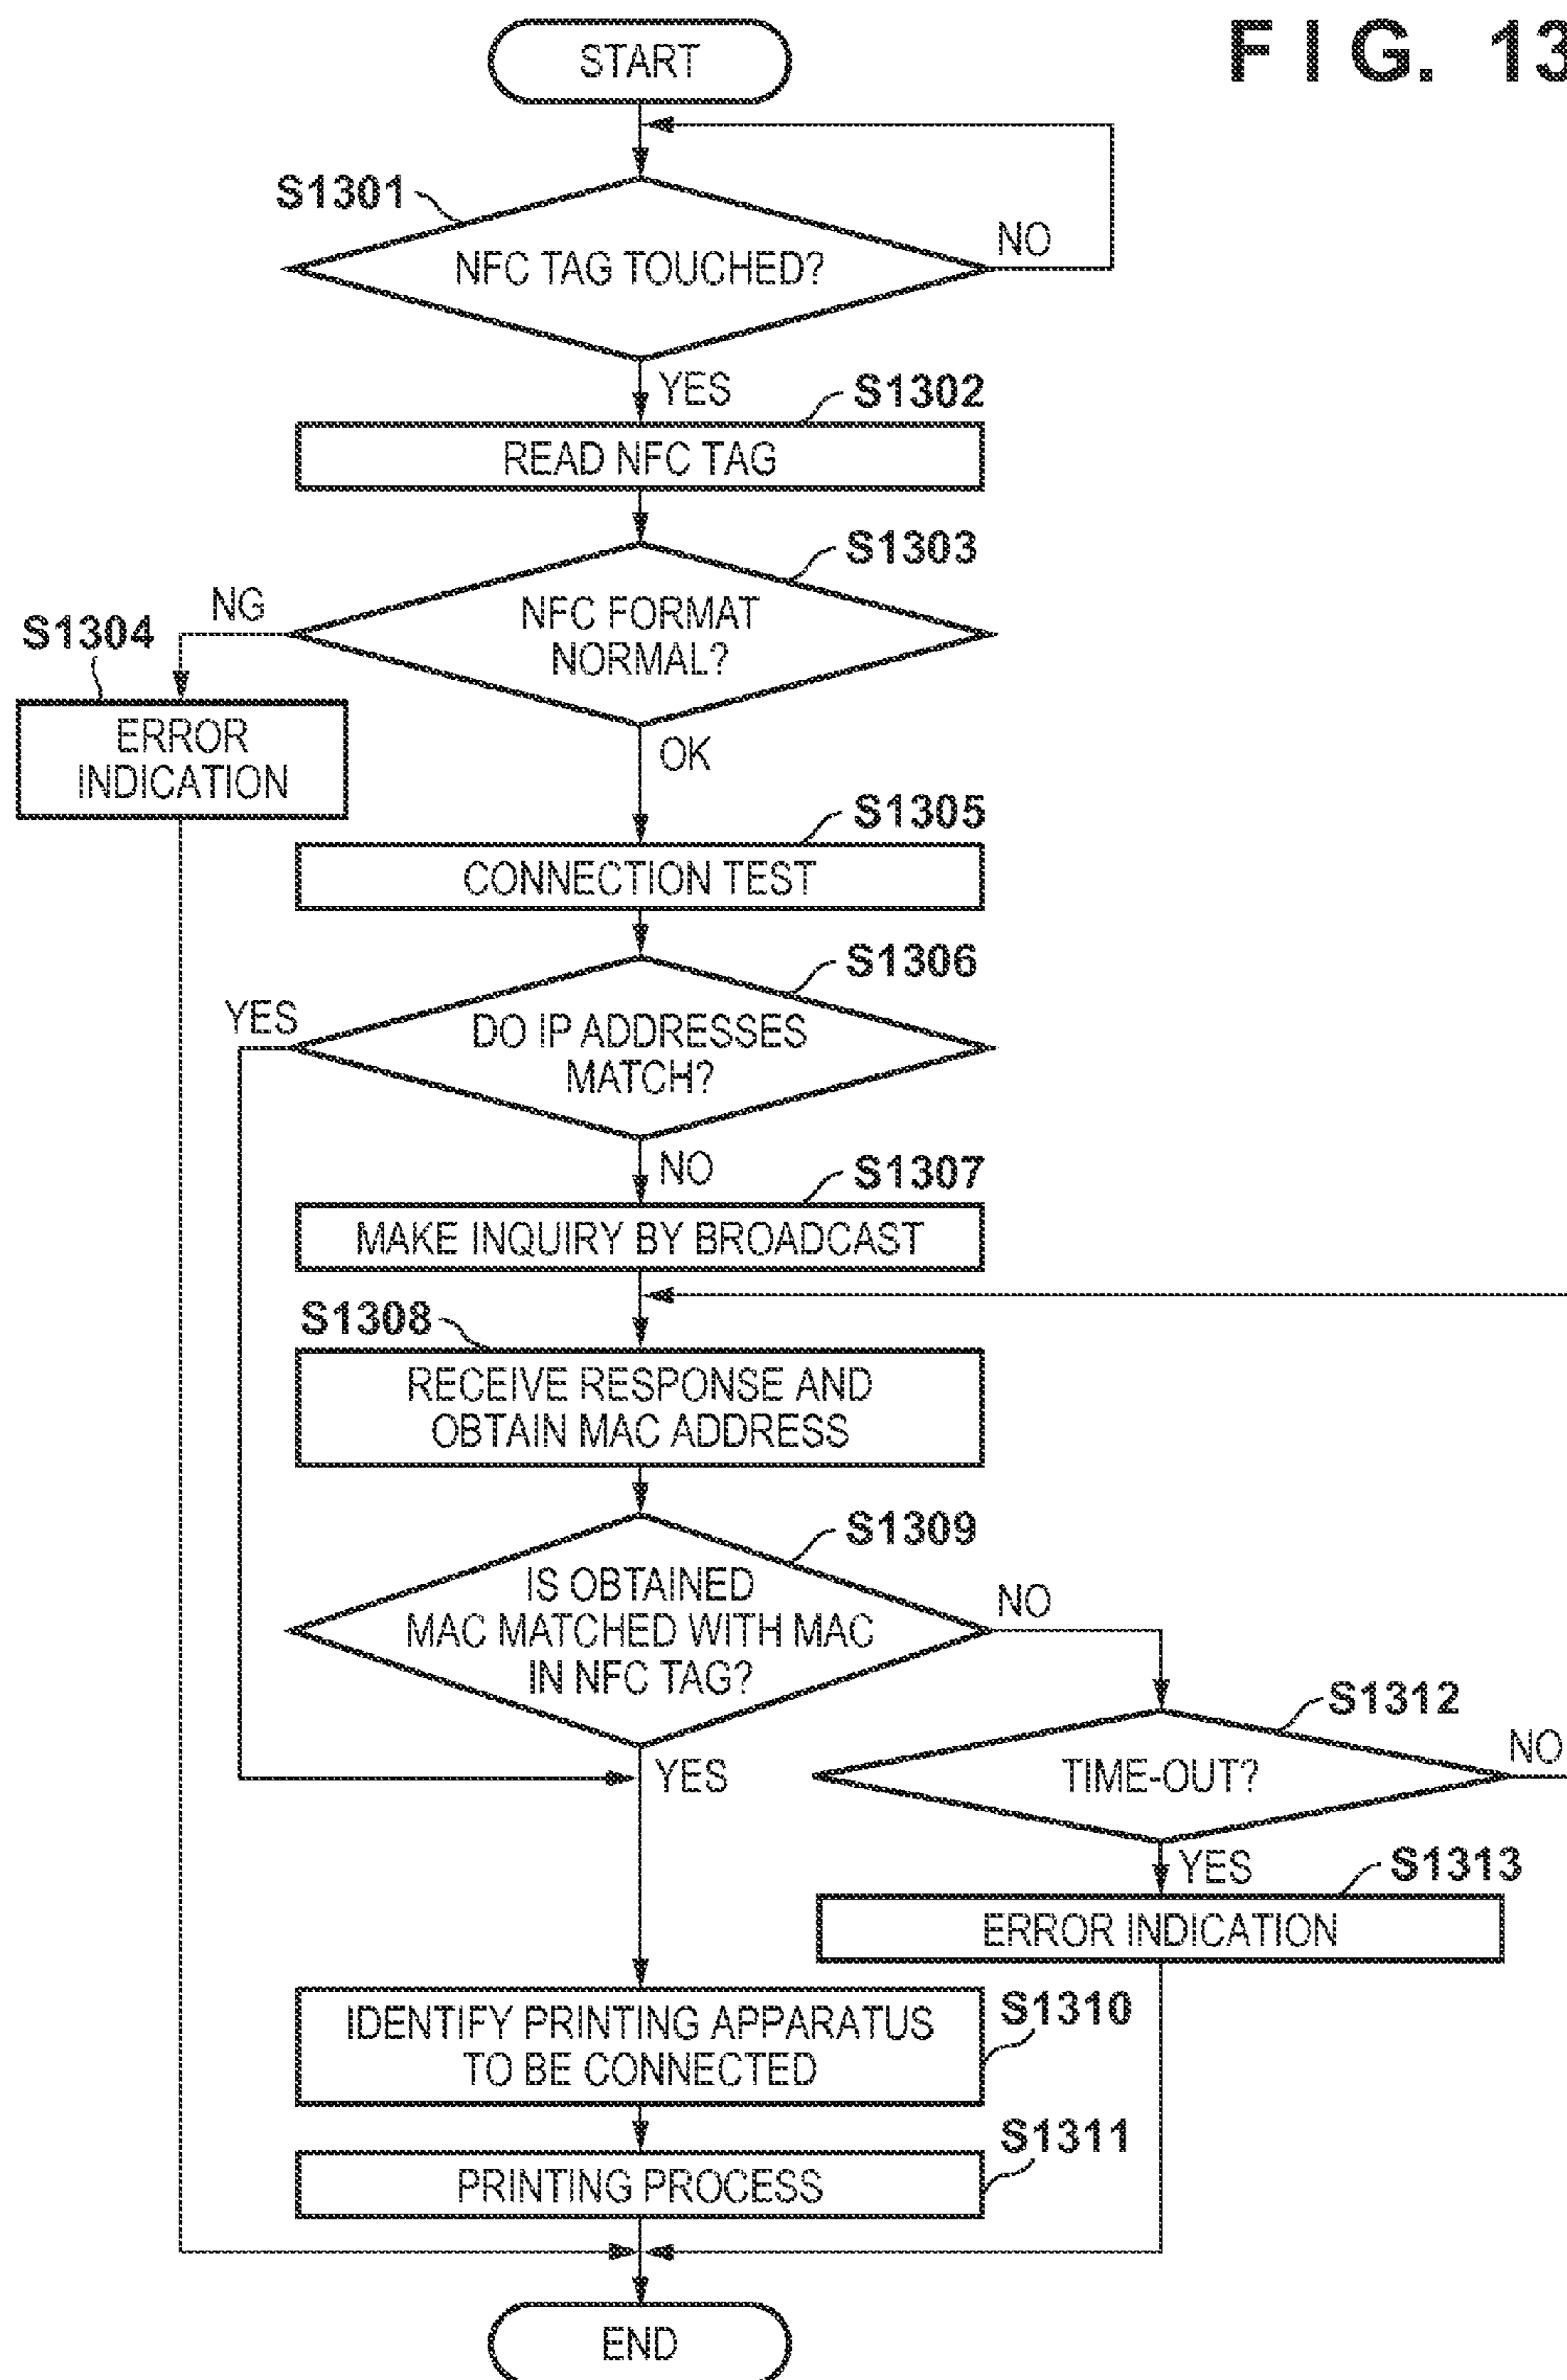 FIG. 13
START
S1301
NFC TAG TOUCHED?
NO
YES
S1302
READ NFC TAG
S1303
NG
NFC FORMAT
NORMAL?
S1304
ERROR
INDICATION
OK
S1305
CONNECTION TEST
S1306
YES
DO IP ADDRESSES
MATCH?
NO
S1307
MAKE INQUIRY BY BROADCAST
S1308
RECEIVE RESPONSE AND
OBTAIN MAC ADDRESS
S1309
IS OBTAINED
MAC MATCHED WITH MAC
IN NFC TAG?
NO
YES
S1312
TIME-OUT?
NO
YES
S1313
ERROR INDICATION
IDENTIFY PRINTING APPARATUS
TO BE CONNECTED
S1310
PRINTING PROCESS
S1311
END